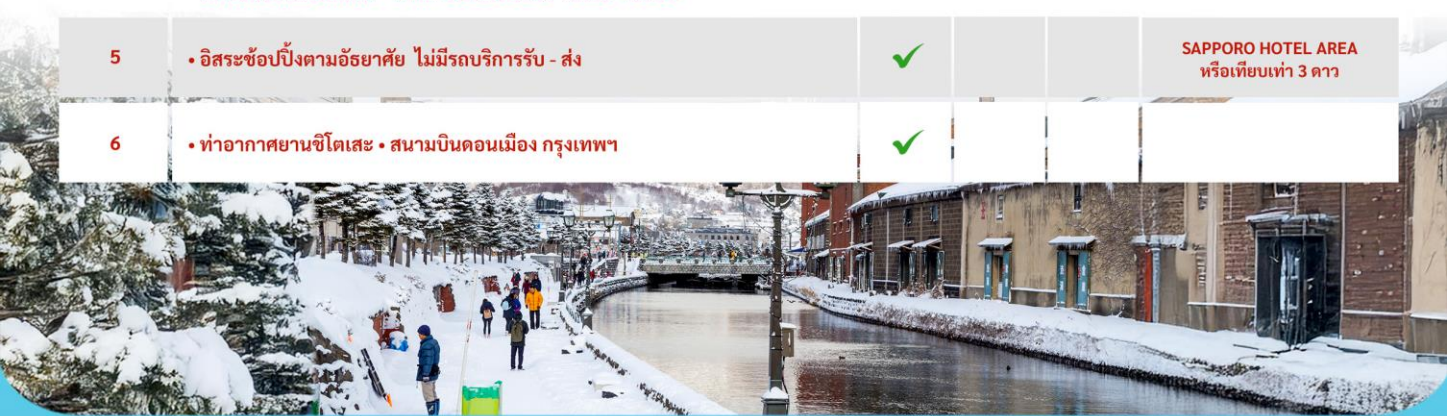 5
• อิสระช้อปปิ้งตามอัธยาศัย ไม่มีรถบริการรับ - ส่ง
✓
SAPPORO HOTEL AREA
หรือเทียบเท่า 3 ดาว
6
• ท่าอากาศยานชิโตเสะ • สนามบินดอนเมือง กรุงเทพฯ
✓